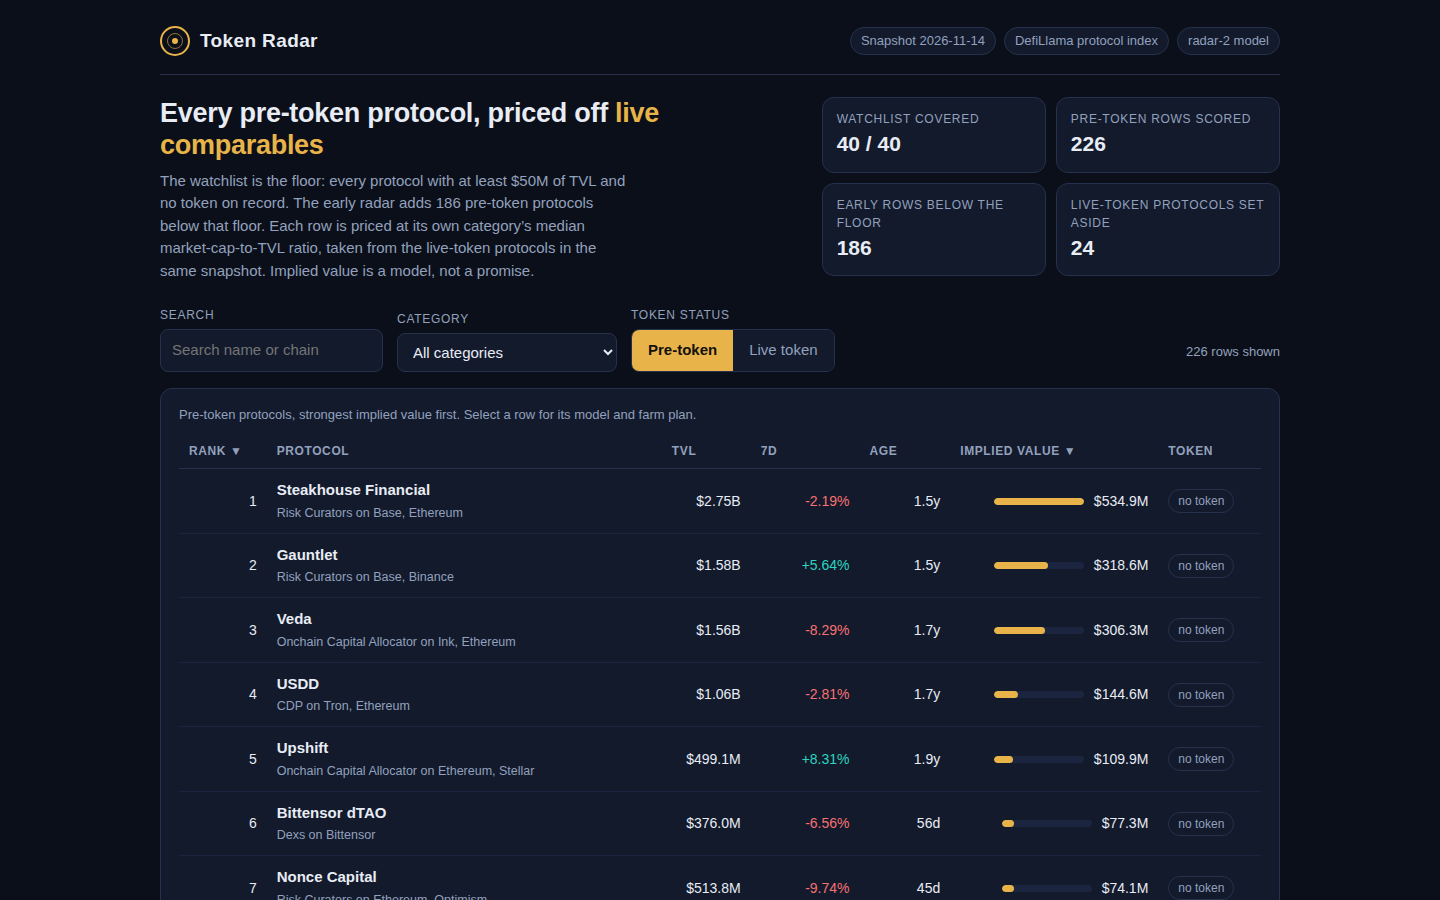 Token Radar
Snapshot 2026-11-14
DefiLlama protocol index
radar-2 model
Every pre-token protocol, priced off live
comparables
The watchlist is the floor: every protocol with at least $50M of TVL and
no token on record. The early radar adds 186 pre-token protocols
below that floor. Each row is priced at its own category's median
market-cap-to-TVL ratio, taken from the live-token protocols in the
same snapshot. Implied value is a model, not a promise.
WATCHLIST COVERED
40 / 40
PRE-TOKEN ROWS SCORED
226
EARLY ROWS BELOW THE
FLOOR
186
LIVE-TOKEN PROTOCOLS SET
ASIDE
24
SEARCH
Search name or chain
CATEGORY
All categories
TOKEN STATUS
Pre-token
Live token
226 rows shown
Pre-token protocols, strongest implied value first. Select a row for its model and farm plan.
RANK ▼ PROTOCOL TVL 7D AGE IMPLIED VALUE ▼ TOKEN
1 Steakhouse Financial $2.75B -2.19% 1.5y $534.9M no token
Risk Curators on Base, Ethereum
2 Gauntlet $1.58B +5.64% 1.5y $318.6M no token
Risk Curators on Base, Binance
3 Veda $1.56B -8.29% 1.7y $306.3M no token
Onchain Capital Allocator on Ink, Ethereum
4 USDD $1.06B -2.81% 1.7y $144.6M no token
CDP on Tron, Ethereum
5 Upshift $499.1M +8.31% 1.9y $109.9M no token
Onchain Capital Allocator on Ethereum, Stellar
6 Bittensor dTAO $376.0M -6.56% 56d $77.3M no token
Dexs on Bittensor
7 Nonce Capital $513.8M -9.74% 45d $74.1M no token
Risk Curators on Ethereum, Optimism